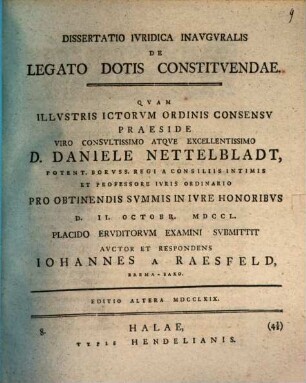 9
DISSERTATIO IVRIDICA INAVGVRALIS
DE
LEGATO DOTIS CONSTITVENDAE.
QVAM
ILLVSTRIS ICTORVM ORDINIS CONSENSV
PRAESIDE
VIRO CONSVLTISSIMO ATQVE EXCELLENTISSIMO
D. DANIELE NETTELBLADT,
POTENT. BORVSS. REGI A CONSILIIS INTIMIS
ET PROFESSORE IVRIS ORDINARIO
PRO OBTINENDIS SVMMIS IN IVRE HONORIBVS
D. II. OCTOBR. MDCCL.
PLACIDO ERVDITORVM EXAMINI SVBMITTIT
AVCTOR ET RESPONDENS
IOHANNES A RAESFELD,
BREMA-SAXO.
EDITIO ALTERA MDCCLXIX.
8. HALAE, (4ß)
TYPIS HENDELIANIS.